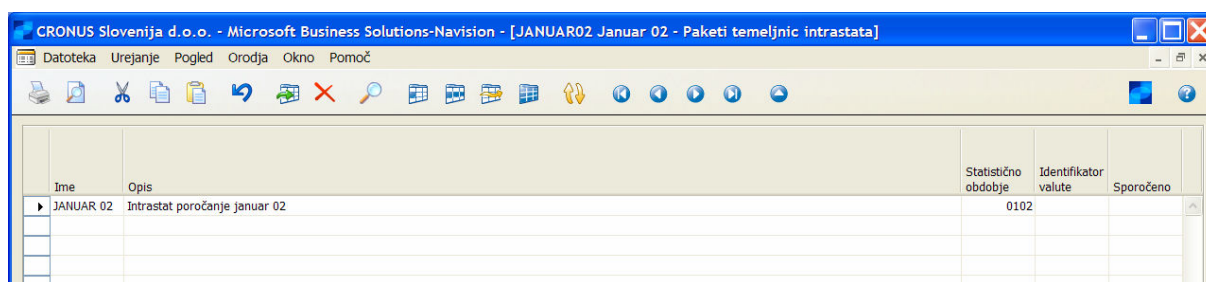 CRONUS Slovenija d.o.o. - Microsoft Business Solutions-Navision - [JANUAR02 Januar 02 - Paketi temeljnic intrastata]
Datoteka Urejanje Pogled Orodja Okno Pomoč
Ime Opis Statistično obdobje Identifikator valute Sporočeno
JANUAR 02 Intrastat poročanje januar 02 0102